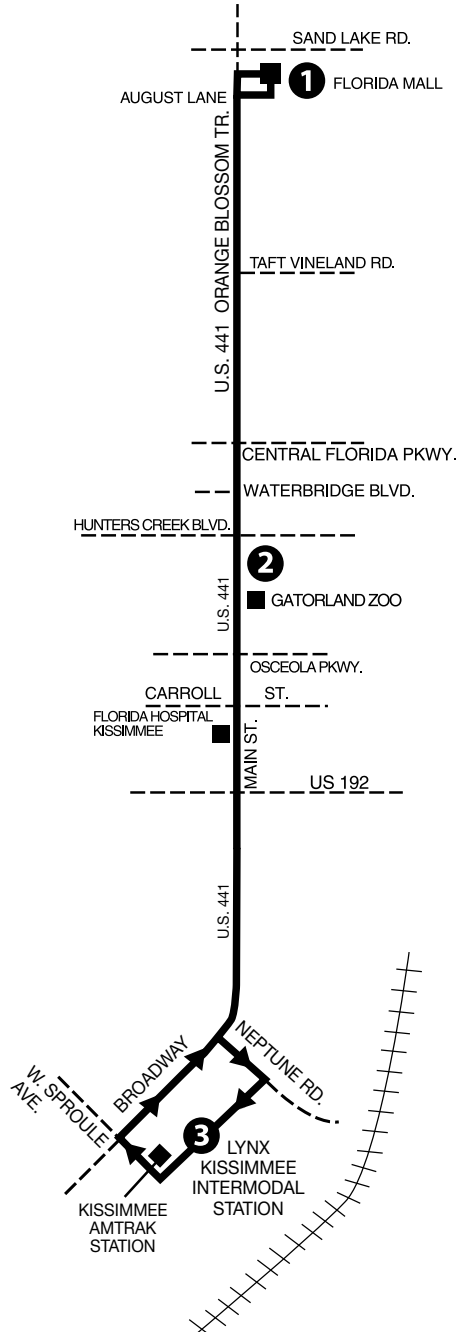 SAND LAKE RD.
1
FLORIDA MALL
AUGUST LANE
U.S. 441 ORANGE BLOSSOM TR.
TAFT VINELAND RD.
CENTRAL FLORIDA PKWY.
WATERBRIDGE BLVD.
HUNTERS CREEK BLVD.
2
U.S. 441
GATORLAND ZOO
OSCEOLA PKWY.
CARROLL ST.
FLORIDA HOSPITAL
KISSIMMEE
MAIN ST.
US 192
U.S. 441
NEPTUNE RD.
BROADWAY
W. SPROULE
AVE.
3
LYNX
KISSIMMEE
INTERMODAL
STATION
KISSIMMEE
AMTRAK
STATION